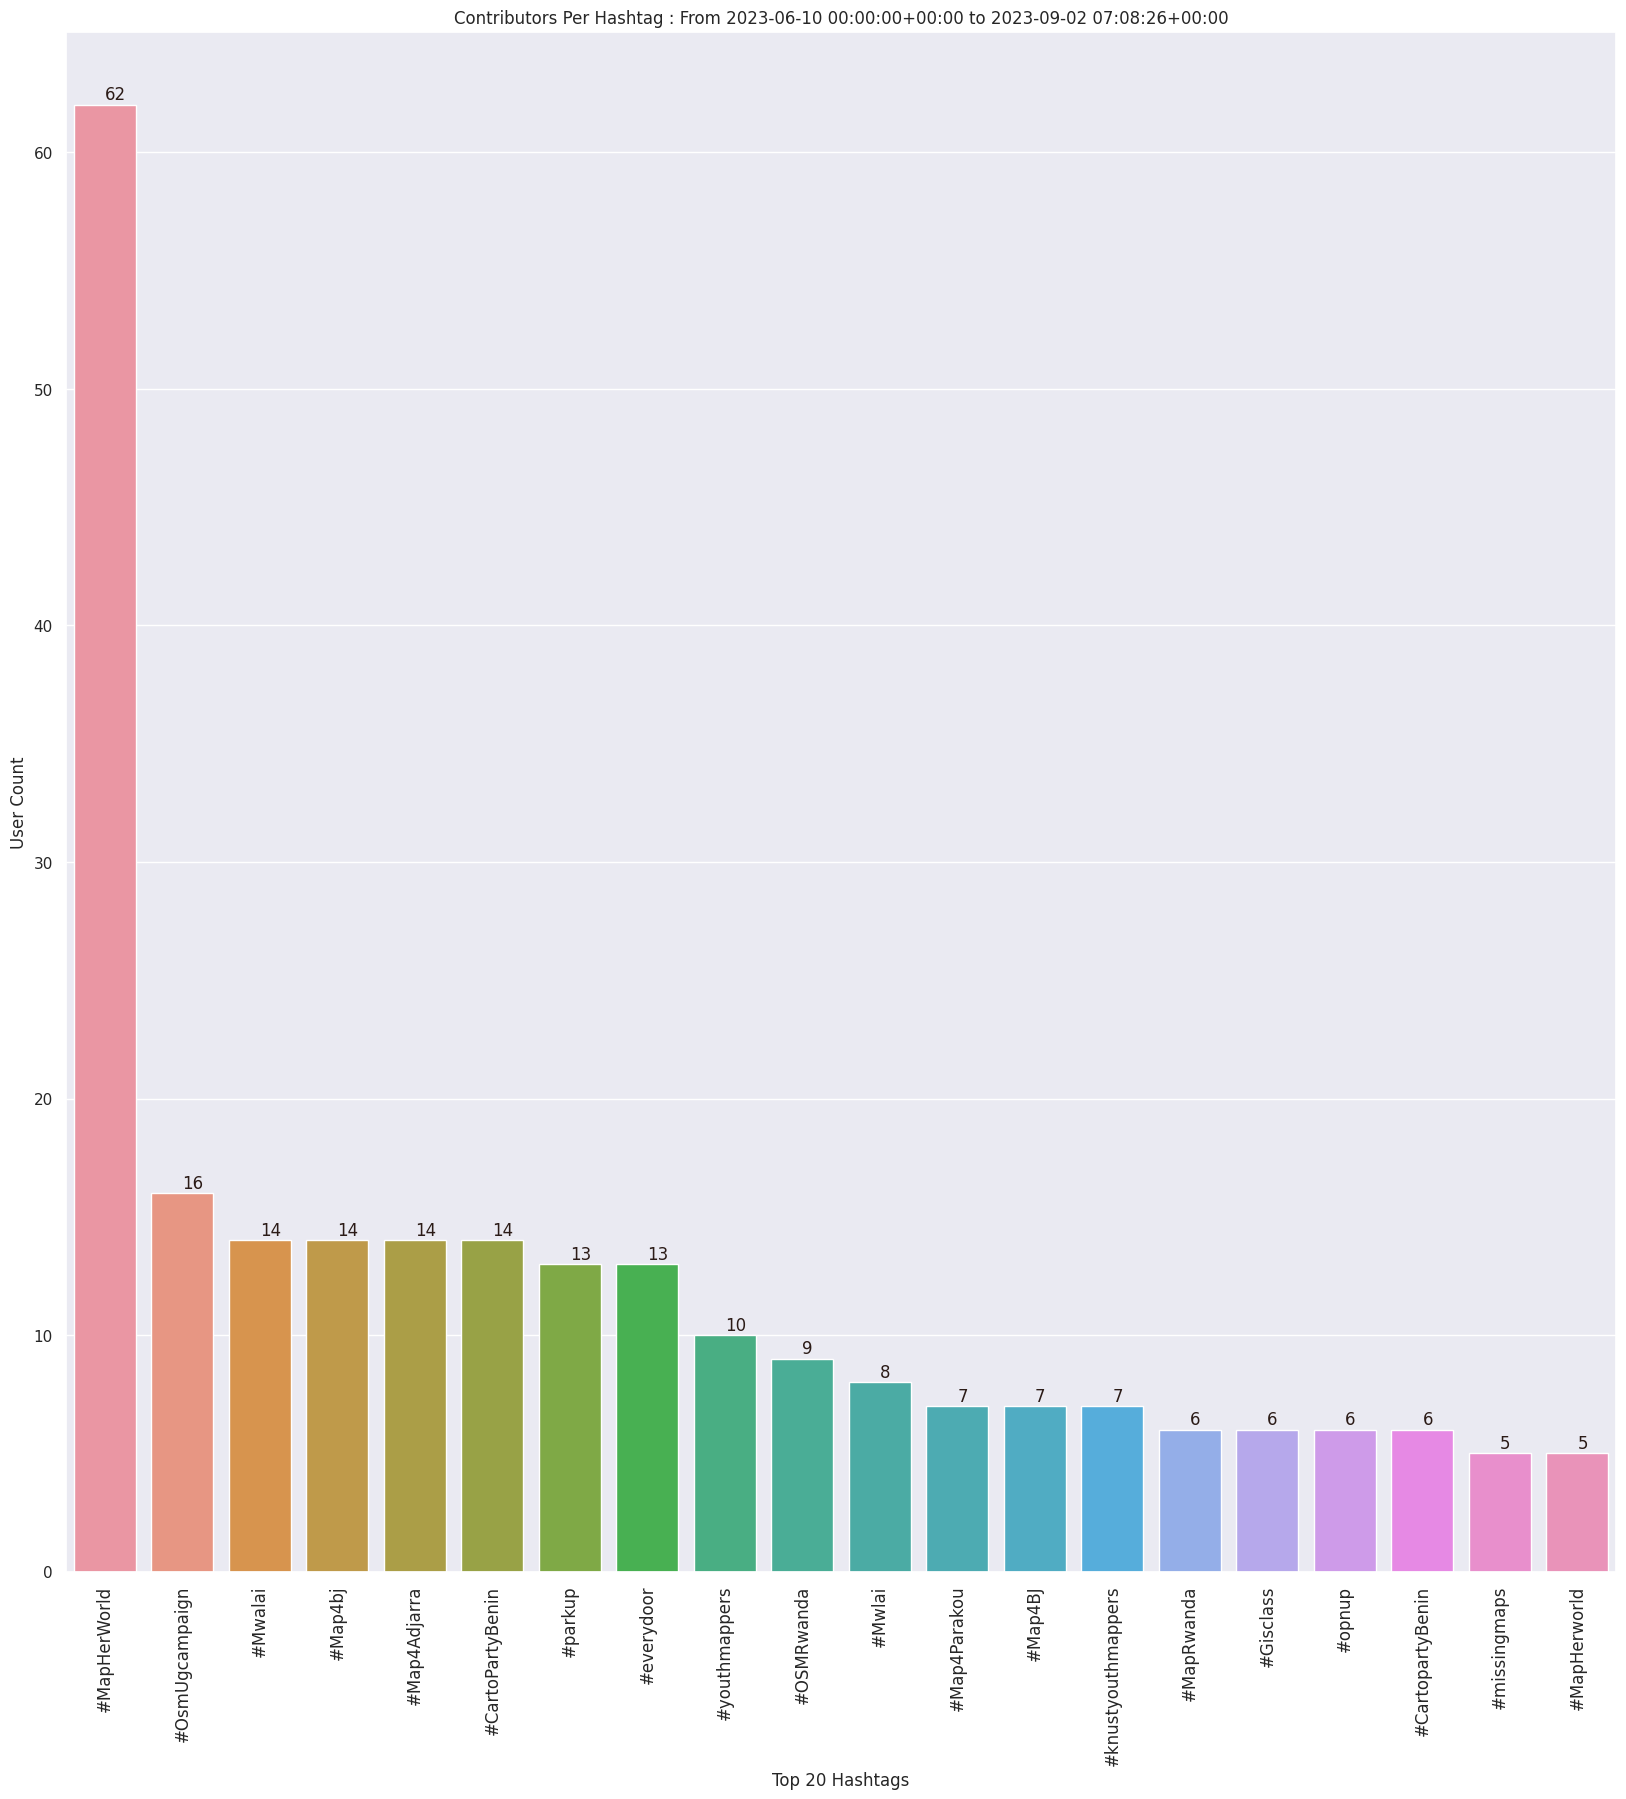 Contributors Per Hashtag : From 2023-06-10 00:00:00+00:00 to 2023-09-02 07:08:26+00:00
User Count
60
50
40
30
20
10
0
62
16
14
14
14
14
13
13
10
9
8
7
7
7
6
6
6
6
5
5
#MapHerWorld
#OsmUgcampaign
#Mwalai
#Map4bj
#Map4Adjarra
#CartoPartyBenin
#parkup
#everydoor
#youthmappers
#OSMRwanda
#Mwlai
#Map4Parakou
#Map4BJ
#knustyouthmappers
#MapRwanda
#Gisclass
#opnup
#CartopartyBenin
#missingmaps
#MapHerworld
Top 20 Hashtags